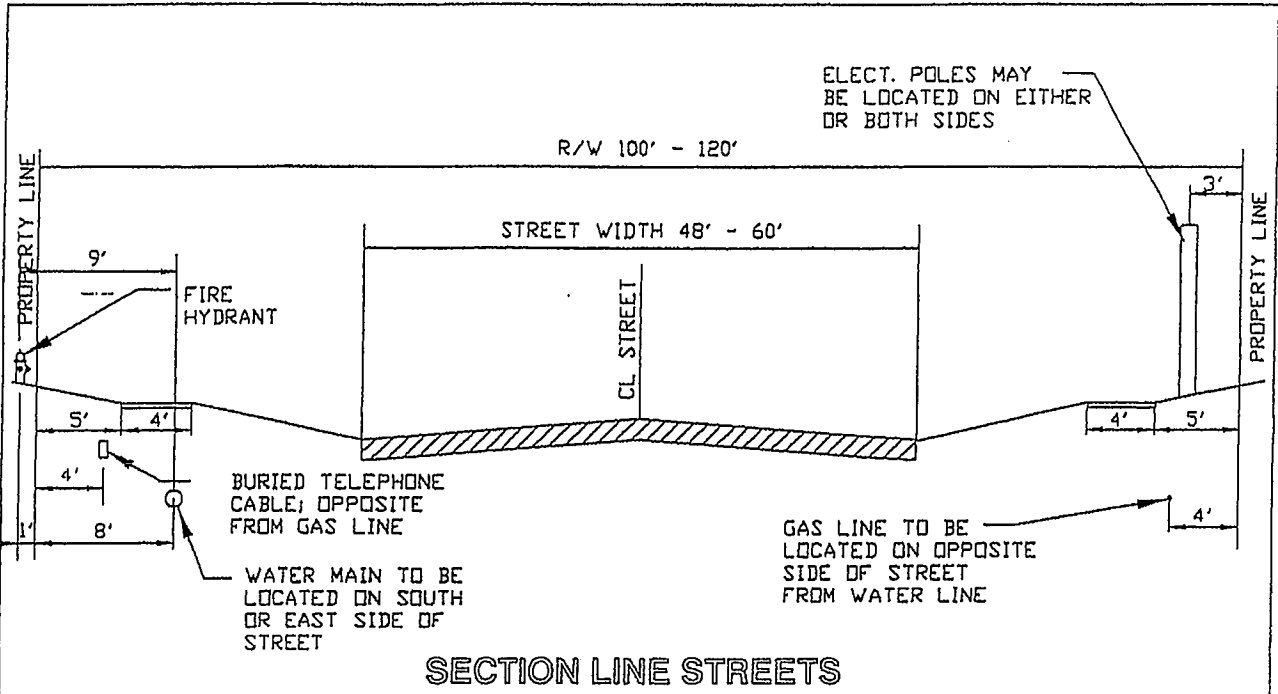 ELECT. POLES MAY
BE LOCATED ON EITHER
OR BOTH SIDES
R/W 100' - 120'
PROPERTY LINE
3'
STREET WIDTH 48' - 60'
9'
FIRE
HYDRANT
CL STREET
PROPERTY LINE
5'
4'
4'
5'
4'
BURIED TELEPHONE
CABLE; OPPOSITE
FROM GAS LINE
1'
8'
GAS LINE TO BE
LOCATED ON OPPOSITE
SIDE OF STREET
FROM WATER LINE
4'
WATER MAIN TO BE
LOCATED ON SOUTH
OR EAST SIDE OF
STREET
SECTION LINE STREETS